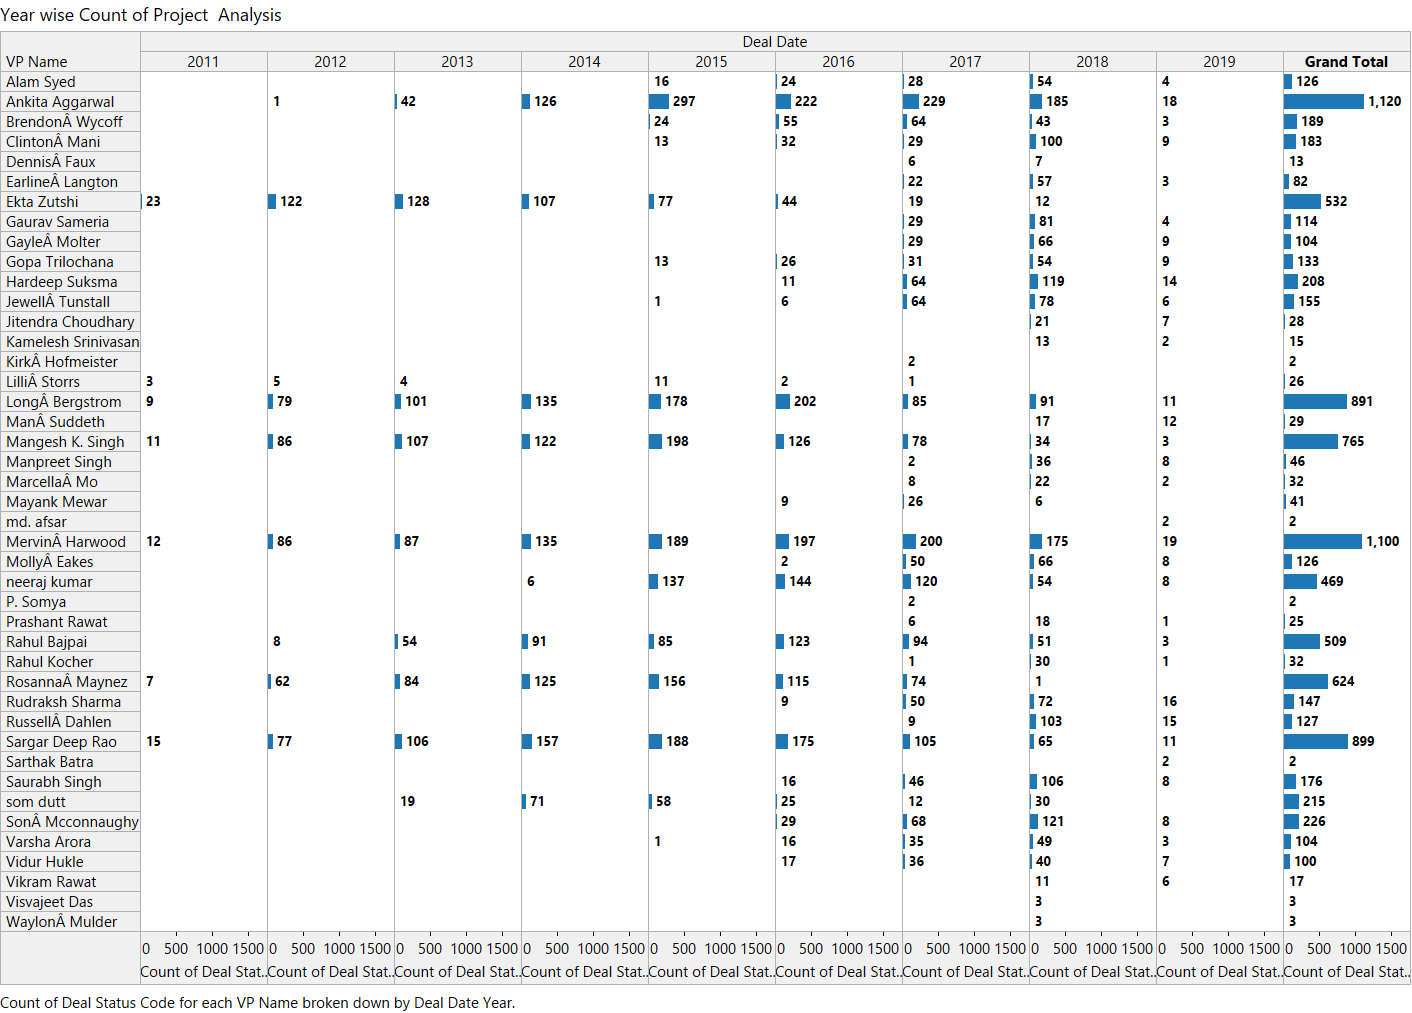 Year wise Count of Project  Analysis
Deal Date
VP Name 2011 2012 2013 2014 2015 2016 2017 2018 2019 Grand Total
Alam Syed 16 24 28 54 4 126
Ankita Aggarwal 1 42 126 297 222 229 185 18 1,120
BrendonÂ Wycoff 24 55 64 43 3 189
ClintonÂ Mani 13 32 29 100 9 183
DennisÂ Faux 6 7 13
EarlineÂ Langton 22 57 3 82
Ekta Zutshi 23 122 128 107 77 44 19 12 532
Gaurav Sameria 29 81 4 114
GayleÂ Molter 29 66 9 104
Gopa Trilochana 13 26 31 54 9 133
Hardeep Suksma 11 64 119 14 208
JewellÂ Tunstall 1 6 64 78 6 155
Jitendra Choudhary 21 7 28
Kamelesh Srinivasan 13 2 15
KirkÂ Hofmeister 2 2
LilliÂ Storrs 3 5 4 11 2 1 26
LongÂ Bergstrom 9 79 101 135 178 202 85 91 11 891
ManÂ Suddeth 17 12 29
Mangesh K. Singh 11 86 107 122 198 126 78 34 3 765
Manpreet Singh 2 36 8 46
MarcellaÂ Mo 8 22 2 32
Mayank Mewar 9 26 6 41
md. afsar 2 2
MervinÂ Harwood 12 86 87 135 189 197 200 175 19 1,100
MollyÂ Eakes 2 50 66 8 126
neeraj kumar 6 137 144 120 54 8 469
P. Somya 2 2
Prashant Rawat 6 18 1 25
Rahul Bajpai 8 54 91 85 123 94 51 3 509
Rahul Kocher 1 30 1 32
RosannaÂ Maynez 7 62 84 125 156 115 74 1 624
Rudraksh Sharma 9 50 72 16 147
RussellÂ Dahlen 9 103 15 127
Sargar Deep Rao 15 77 106 157 188 175 105 65 11 899
Sarthak Batra 2 2
Saurabh Singh 16 46 106 8 176
som dutt 19 71 58 25 12 30 215
SonÂ Mcconnaughy 29 68 121 8 226
Varsha Arora 1 16 35 49 3 104
Vidur Hukle 17 36 40 7 100
Vikram Rawat 11 6 17
Visvajeet Das 3 3
WaylonÂ Mulder 3 3
0 500 1000 1500 0 500 1000 1500 0 500 1000 1500 0 500 1000 1500 0 500 1000 1500 0 500 1000 1500 0 500 1000 1500 0 500 1000 1500 0 500 1000 1500 0 500 1000 1500
Count of Deal Stat.. Count of Deal Stat.. Count of Deal Stat.. Count of Deal Stat.. Count of Deal Stat.. Count of Deal Stat.. Count of Deal Stat.. Count of Deal Stat.. Count of Deal Stat.. Count of Deal Stat..
Count of Deal Status Code for each VP Name broken down by Deal Date Year.